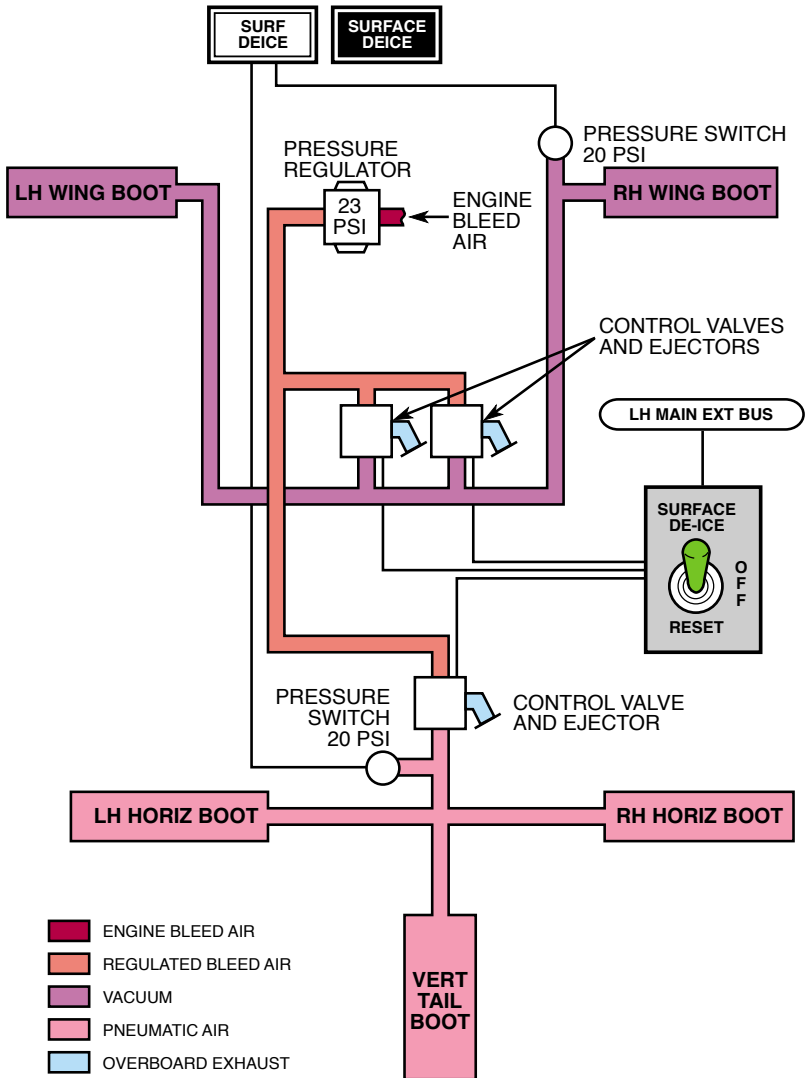 SURF
DEICE
SURFACE
DEICE
PRESSURE SWITCH
20 PSI
PRESSURE
REGULATOR
LH WING BOOT
RH WING BOOT
23
PSI
ENGINE
BLEED
AIR
CONTROL VALVES
AND EJECTORS
LH MAIN EXT BUS
SURFACE
DE-ICE
O
F
F
RESET
PRESSURE
SWITCH
20 PSI
CONTROL VALVE
AND EJECTOR
LH HORIZ BOOT
RH HORIZ BOOT
VERT
TAIL
BOOT
ENGINE BLEED AIR
REGULATED BLEED AIR
VACUUM
PNEUMATIC AIR
OVERBOARD EXHAUST